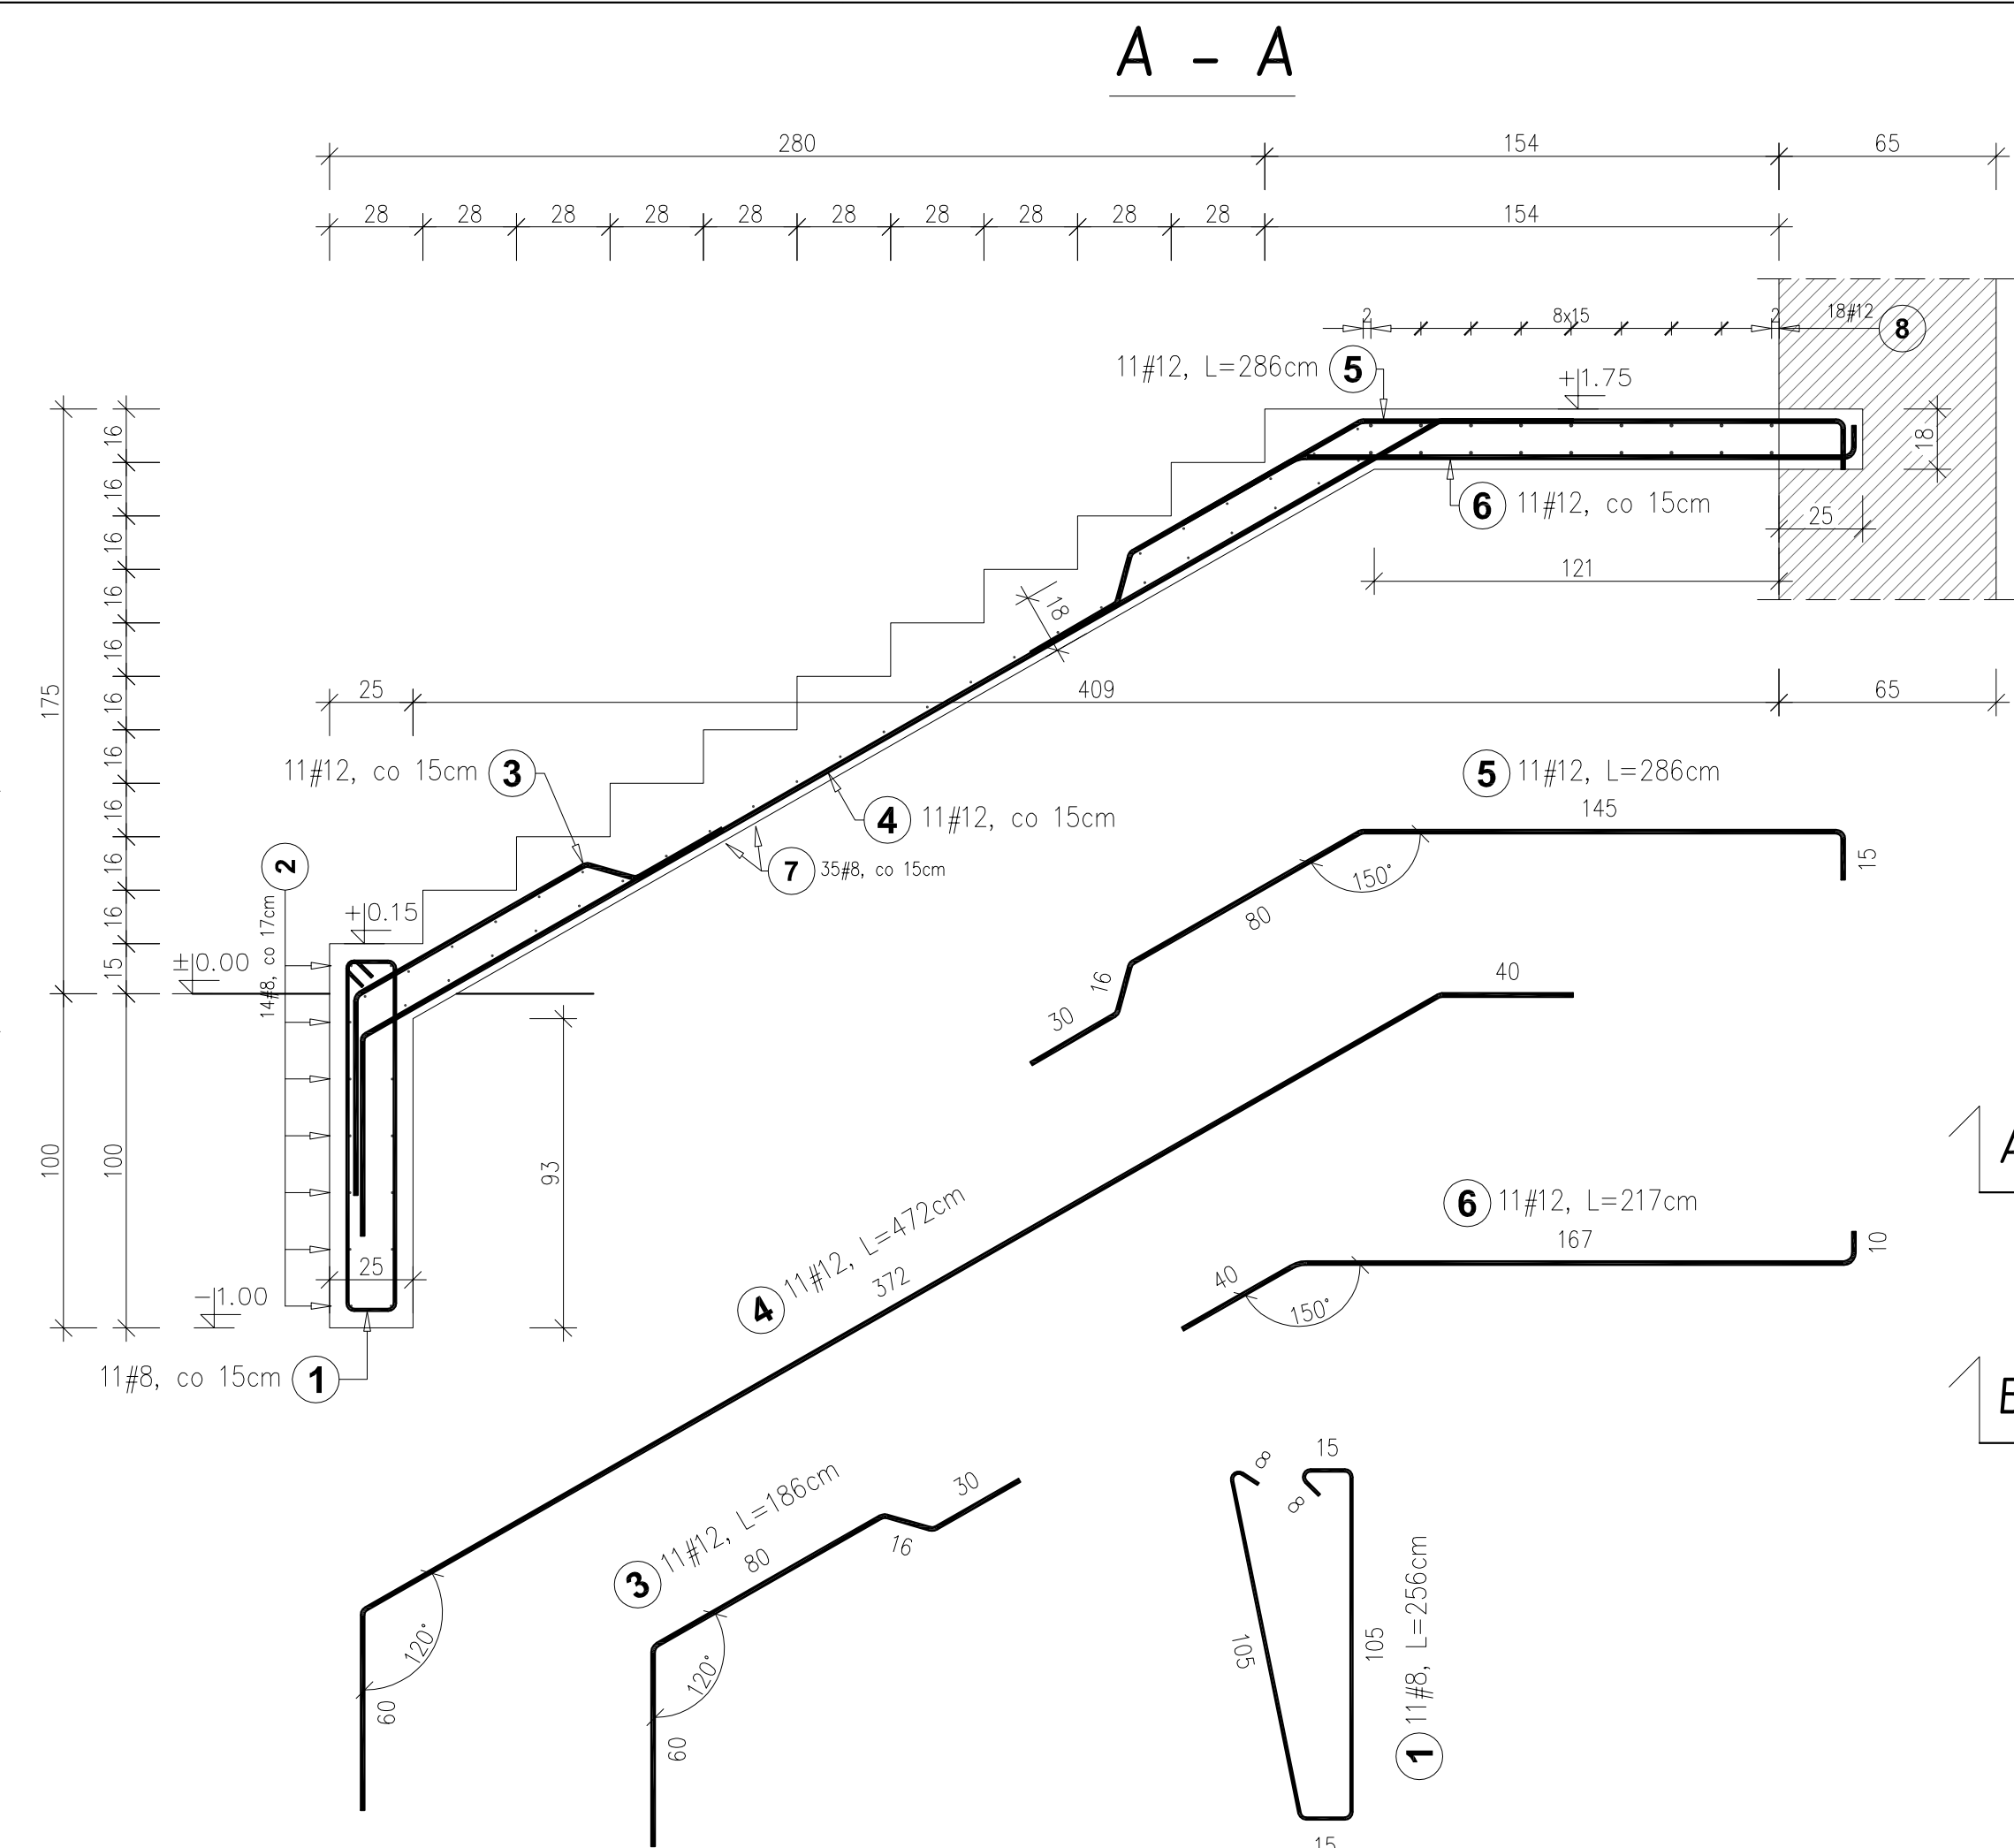 A - A
280 154 65
28 28 28 28 28 28 28 28 28 28 154
2 8x15 2 18#12 8
11#12, L=286cm 5
+1.75
18
6 11#12, co 15cm
25
121
18
25 409 65
175
16
16
16
16
16
16
16
16
16
16
15
100
100
11#12, co 15cm 3
4 11#12, co 15cm
7 35#8, co 15cm
2
14#8, co 17cm
+0.15
±0.00
93
25
-1.00
11#8, co 15cm 1
5 11#12, L=286cm
145
15
150°
80
16
30
40
4 11#12, L=472cm
372
120°
60
6 11#12, L=217cm
167
10
40
150°
3 11#12, L=186cm
80
16
30
120°
60
8
15
8
105
105
1 11#8, L=256cm
15